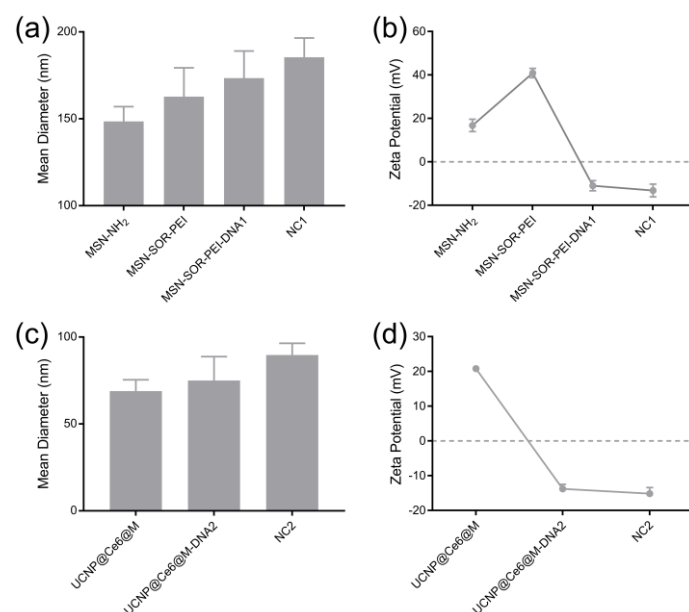 (a)
Mean Diameter (nm)
200
150
100
MSN-NH₂
MSN-SOR-PEI
MSN-SOR-PEI-DNA1
NC1
(b)
Zeta Potential (mV)
60
40
20
0
-20
MSN-NH₂
MSN-SOR-PEI
MSN-SOR-PEI-DNA1
NC1
(c)
Mean Diameter (nm)
100
50
0
UCNP@Ce6@M
UCNP@Ce6@M-DNA2
NC2
(d)
Zeta Potential (mV)
30
20
10
0
-10
-20
UCNP@Ce6@M
UCNP@Ce6@M-DNA2
NC2